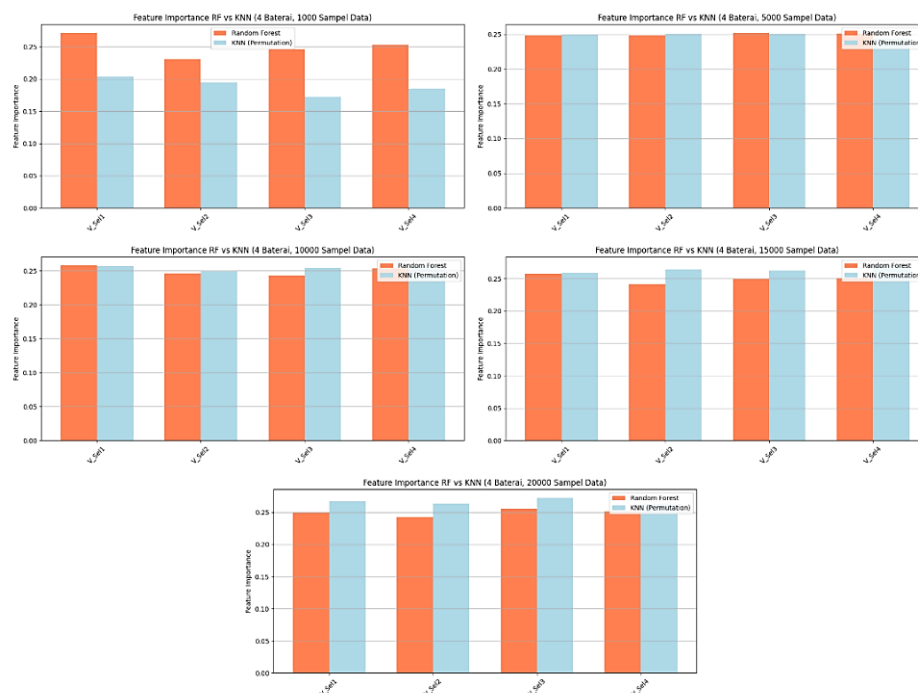 Feature Importance RF vs KNN (4 Baterai, 1000 Sampel Data)
Random Forest
KNN (Permutation)
Feature Importance
0.25
0.20
0.15
0.10
0.05
0.00
V_Sel1
V_Sel2
V_Sel3
V_Sel4
Feature Importance RF vs KNN (4 Baterai, 5000 Sampel Data)
Random Forest
KNN (Permutation)
Feature Importance
0.25
0.20
0.15
0.10
0.05
0.00
V_Sel1
V_Sel2
V_Sel3
V_Sel4
Feature Importance RF vs KNN (4 Baterai, 10000 Sampel Data)
Random Forest
KNN (Permutation)
Feature Importance
0.25
0.20
0.15
0.10
0.05
0.00
V_Sel1
V_Sel2
V_Sel3
V_Sel4
Feature Importance RF vs KNN (4 Baterai, 15000 Sampel Data)
Random Forest
KNN (Permutation)
Feature Importance
0.25
0.20
0.15
0.10
0.05
0.00
V_Sel1
V_Sel2
V_Sel3
V_Sel4
Feature Importance RF vs KNN (4 Baterai, 20000 Sampel Data)
Random Forest
KNN (Permutation)
Feature Importance
0.25
0.20
0.15
0.10
0.05
0.00
V_Sel1
V_Sel2
V_Sel3
V_Sel4